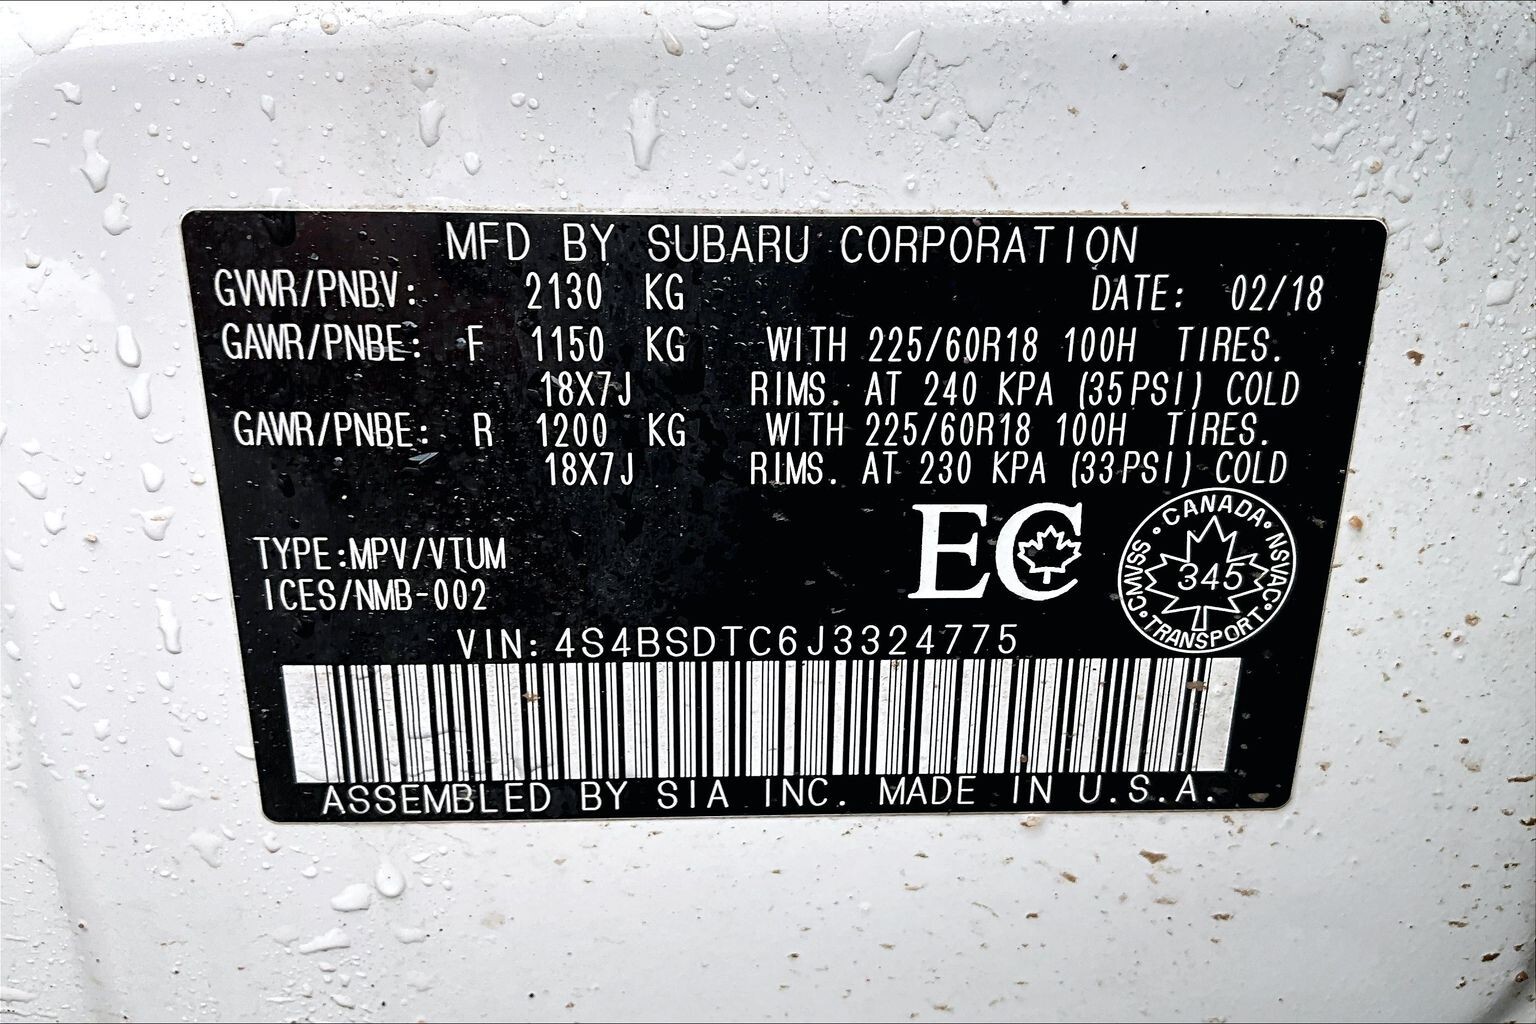 MFD BY SUBARU CORPORATION
GVWR/PNBV: 2130 KG DATE: 02/18
GAWR/PNBE: F 1150 KG WITH 225/60R18 100H TIRES.
18X7J RIMS. AT 240 KPA (35PSI) COLD
GAWR/PNBE: R 1200 KG WITH 225/60R18 100H TIRES.
18X7J RIMS. AT 230 KPA (33PSI) COLD
EC
CANADA
CMVSS • NSVAC
345
TRANSPORT
TYPE:MPV/VTUM
ICES/NMB-002
VIN: 4S4BSDTC6J3324775
ASSEMBLED BY SIA INC. MADE IN U.S.A.